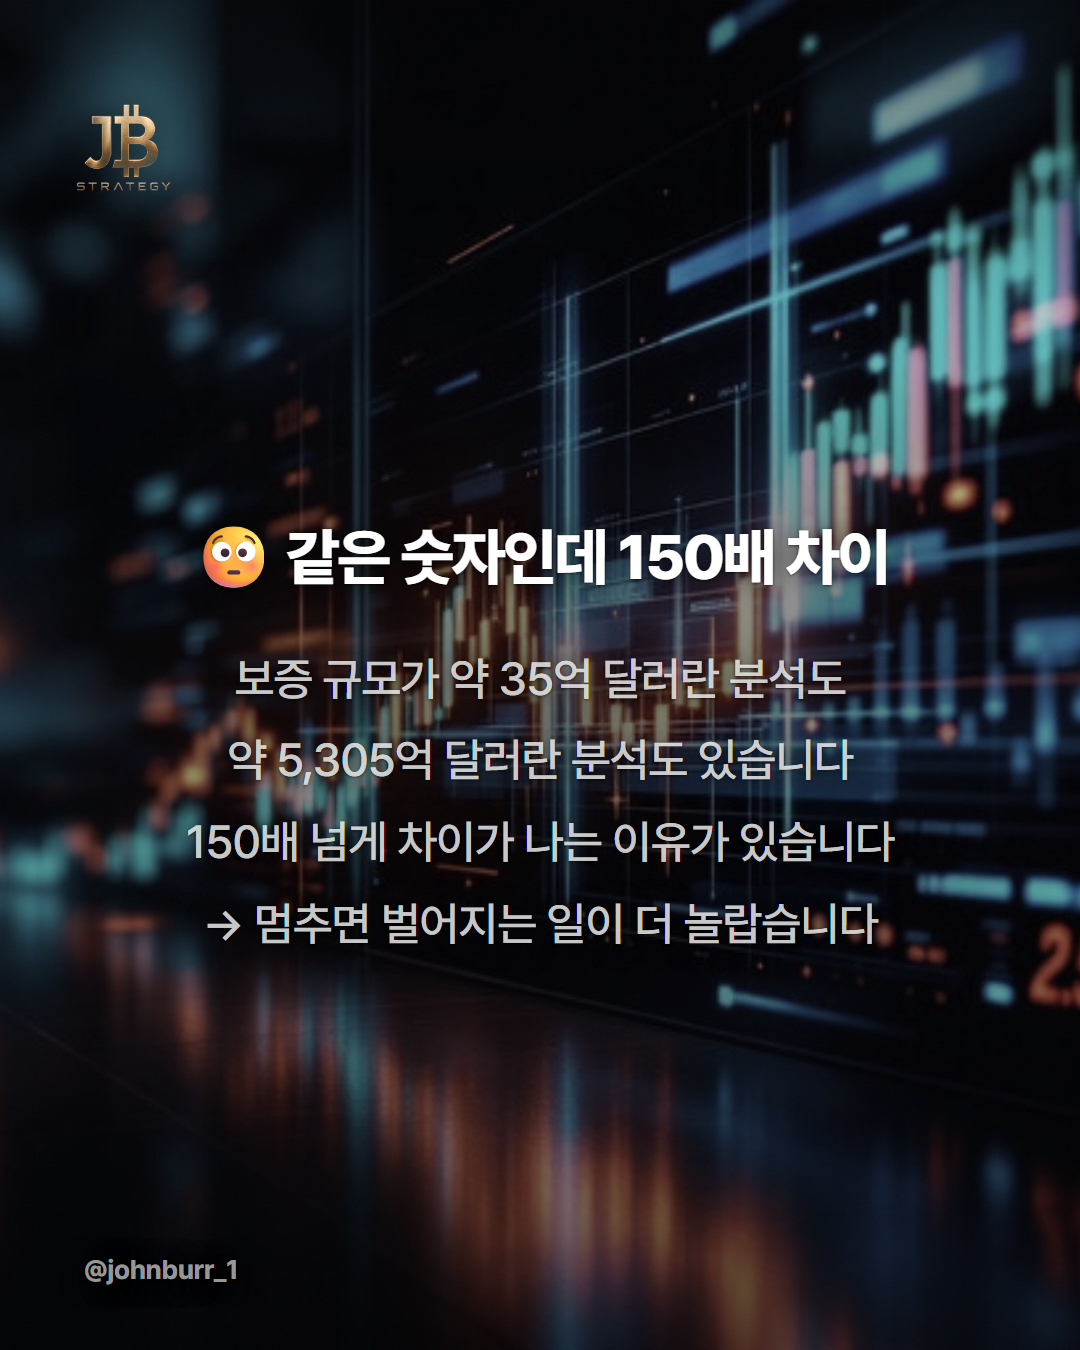 JB
STRATEGY
😳 같은 숫자인데 150배 차이
보증 규모가 약 35억 달러란 분석도
약 5,305억 달러란 분석도 있습니다
150배 넘게 차이가 나는 이유가 있습니다
→ 멈추면 벌어지는 일이 더 놀랍습니다
2.
@johnburr_1